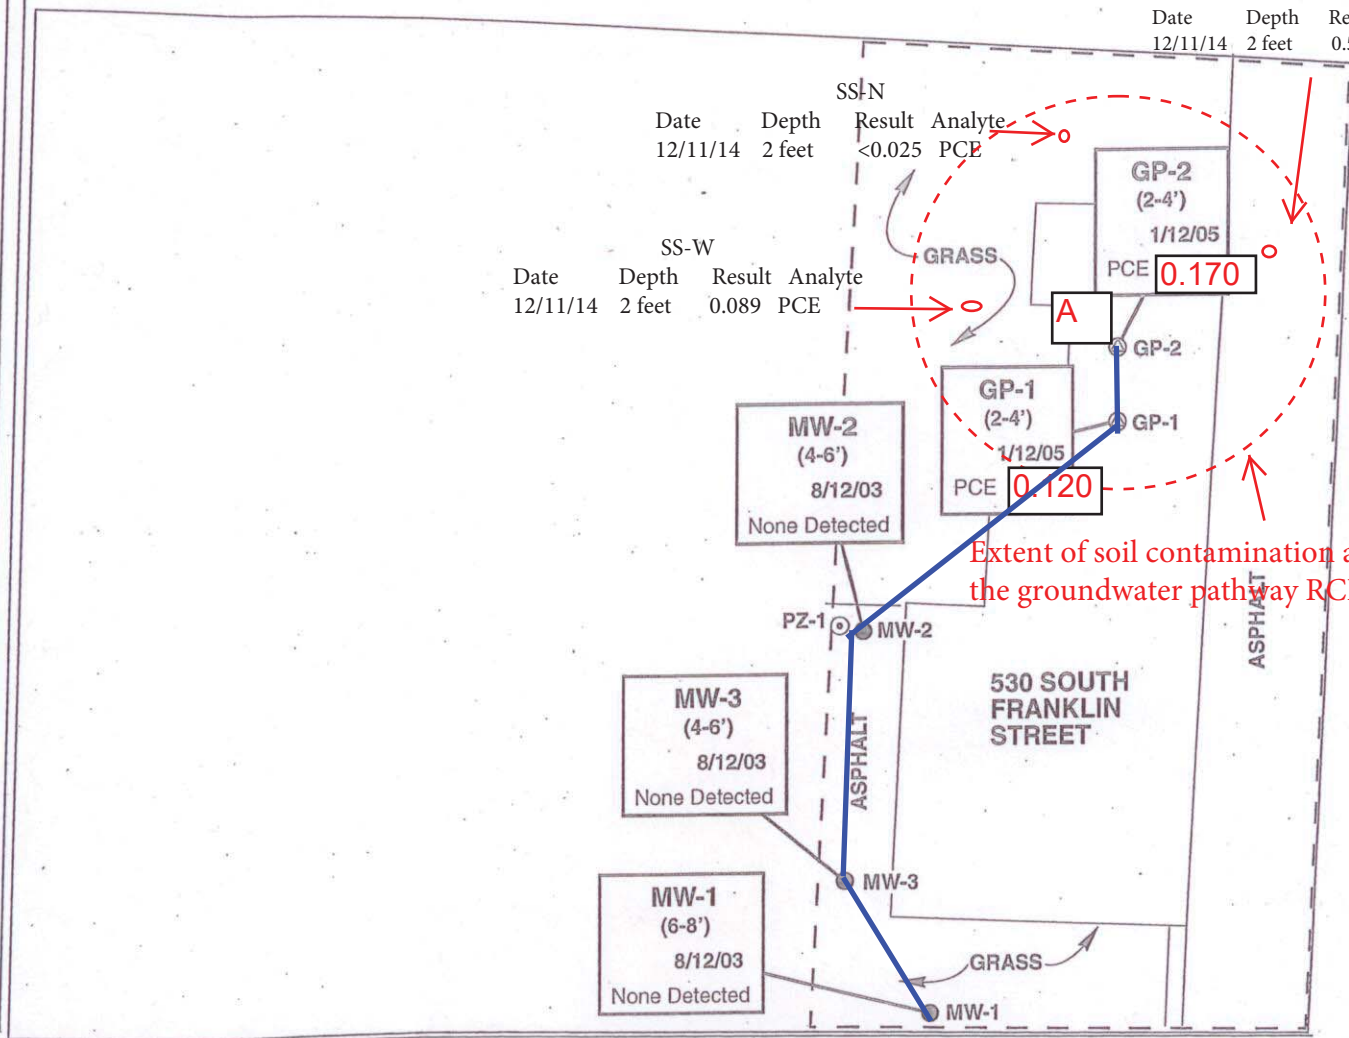 Date Depth
12/11/14 2 feet
SS-N
Date Depth Result Analyte
12/11/14 2 feet <0.025 PCE
GP-2
(2-4')
1/12/05
PCE 0.170
SS-W
Date Depth Result Analyte
12/11/14 2 feet 0.089 PCE
GRASS
A
GP-2
GP-1
(2-4')
1/12/05
PCE 0.120
GP-1
MW-2
(4-6')
8/12/03
None Detected
Extent of soil contamination
the groundwater pathway
ASPHALT
PZ-1
MW-2
MW-3
(4-6')
8/12/03
None Detected
ASPHALT
530 SOUTH
FRANKLIN
STREET
MW-3
MW-1
(6-8')
8/12/03
None Detected
GRASS
MW-1